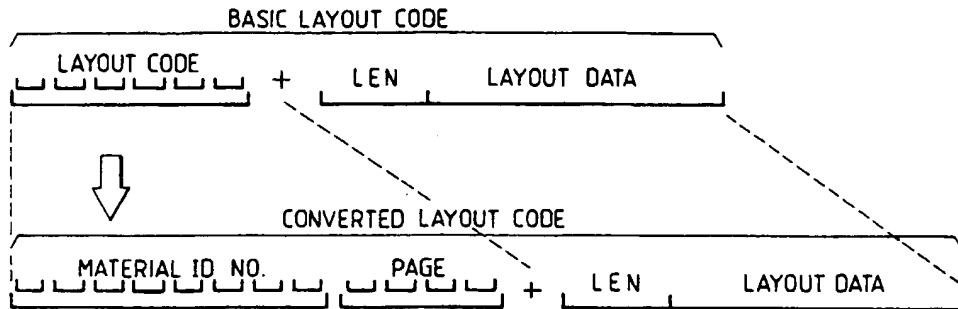 BASIC LAYOUT CODE
LAYOUT CODE + LEN LAYOUT DATA
CONVERTED LAYOUT CODE
MATERIAL ID NO. PAGE + LEN LAYOUT DATA